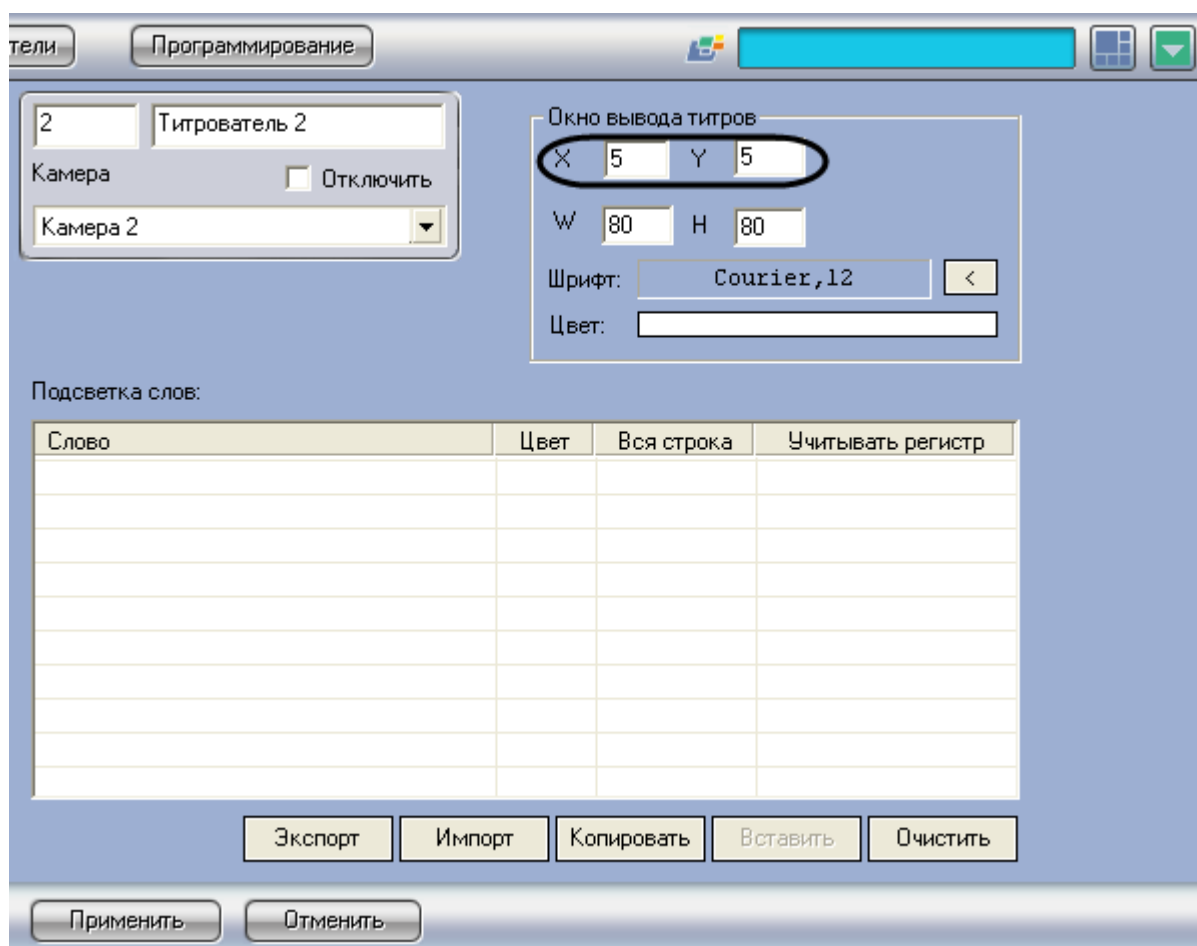 тели Программирование
2 Титрователь 2
Камера Отключить
Камера 2
Окно вывода титров
X 5 Y 5
W 80 H 80
Шрифт: Courier,12 <
Цвет:
Подсветка слов:
Слово Цвет Вся строка Учитывать регистр
Экспорт Импорт Копировать Вставить Очистить
Применить Отменить